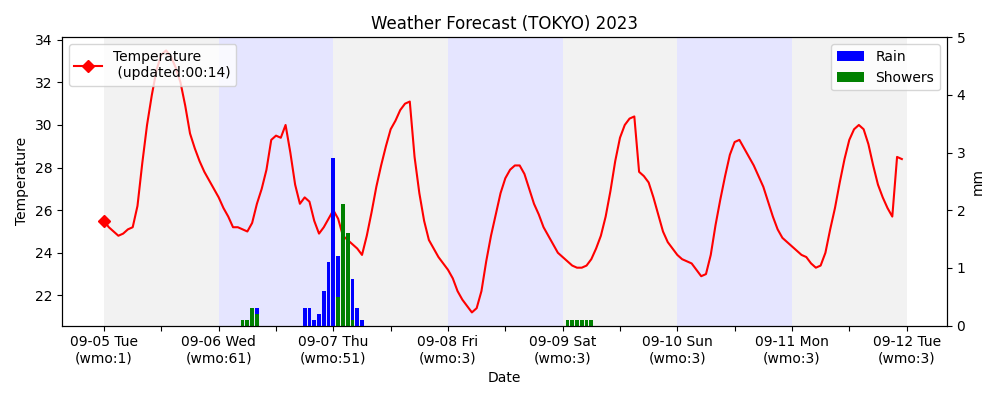 Weather Forecast (TOKYO) 2023
Temperature
(updated:00:14)
Rain
Showers
34
32
30
28
26
24
22
Temperature
5
4
3
2
1
0
mm
09-05 Tue
(wmo:1)
09-06 Wed
(wmo:61)
09-07 Thu
(wmo:51)
09-08 Fri
(wmo:3)
09-09 Sat
(wmo:3)
09-10 Sun
(wmo:3)
09-11 Mon
(wmo:3)
09-12 Tue
(wmo:3)
Date